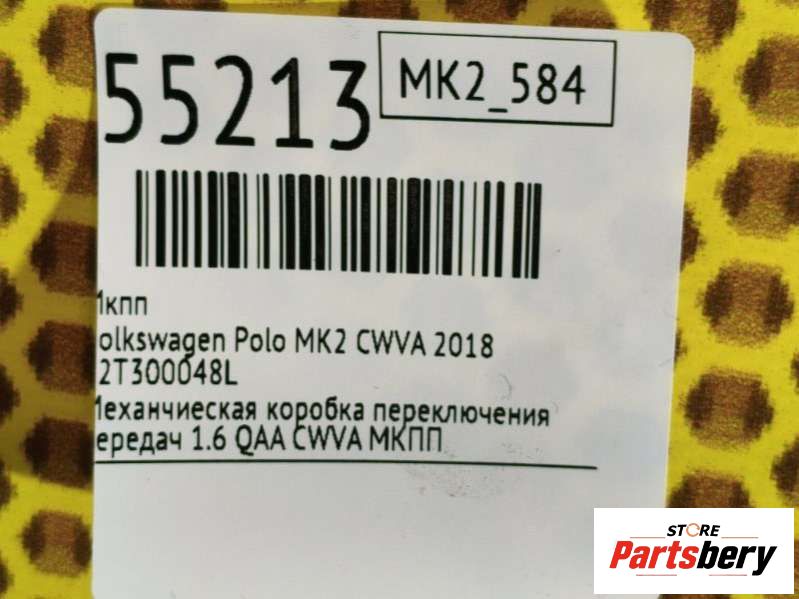 55213
MK2_584
Мкпп
olkswagen Polo MK2 CWVA 2018
2T300048L
Механчиеская коробка переключения
ередач 1.6 QAA CWVA МКПП
STORE
Partsbery